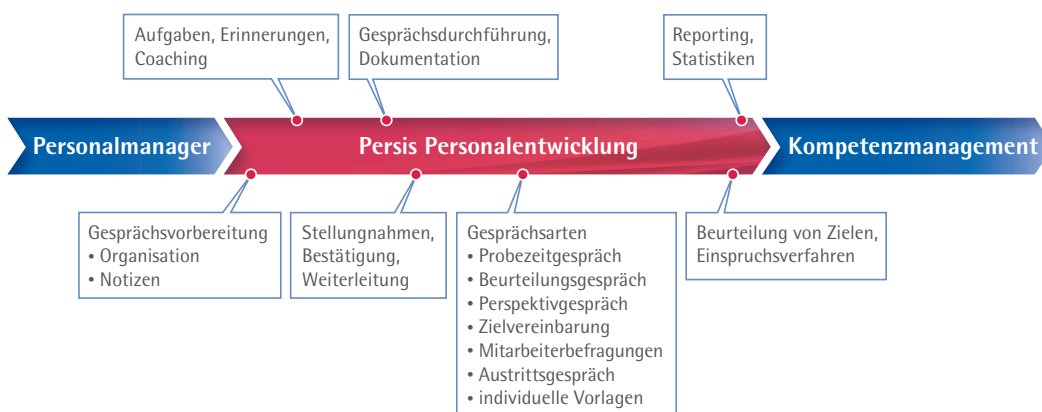 Aufgaben, Erinnerungen,
Coaching
Gesprächsdurchführung,
Dokumentation
Reporting,
Statistiken
Personalmanager
Persis Personalentwicklung
Kompetenzmanagement
Gesprächsvorbereitung
• Organisation
• Notizen
Stellungnahmen,
Bestätigung,
Weiterleitung
Gesprächsarten
• Probezeitgespräch
• Beurteilungsgespräch
• Perspektivgespräch
• Zielvereinbarung
• Mitarbeiterbefragungen
• Austrittsgespräch
• individuelle Vorlagen
Beurteilung von Zielen,
Einspruchsverfahren